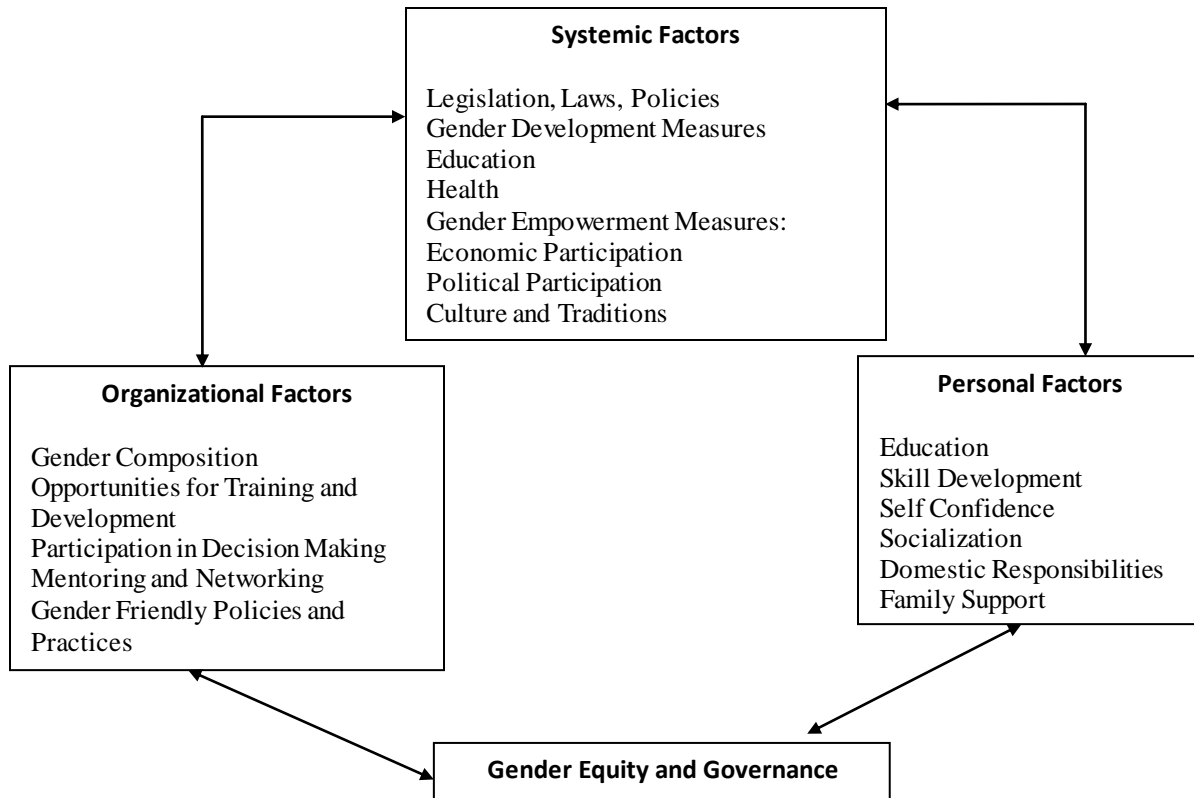 Systemic Factors
Legislation, Laws, Policies
Gender Development Measures
Education
Health
Gender Empowerment Measures:
Economic Participation
Political Participation
Culture and Traditions
Organizational Factors
Gender Composition
Opportunities for Training and
Development
Participation in Decision Making
Mentoring and Networking
Gender Friendly Policies and
Practices
Personal Factors
Education
Skill Development
Self Confidence
Socialization
Domestic Responsibilities
Family Support
Gender Equity and Governance